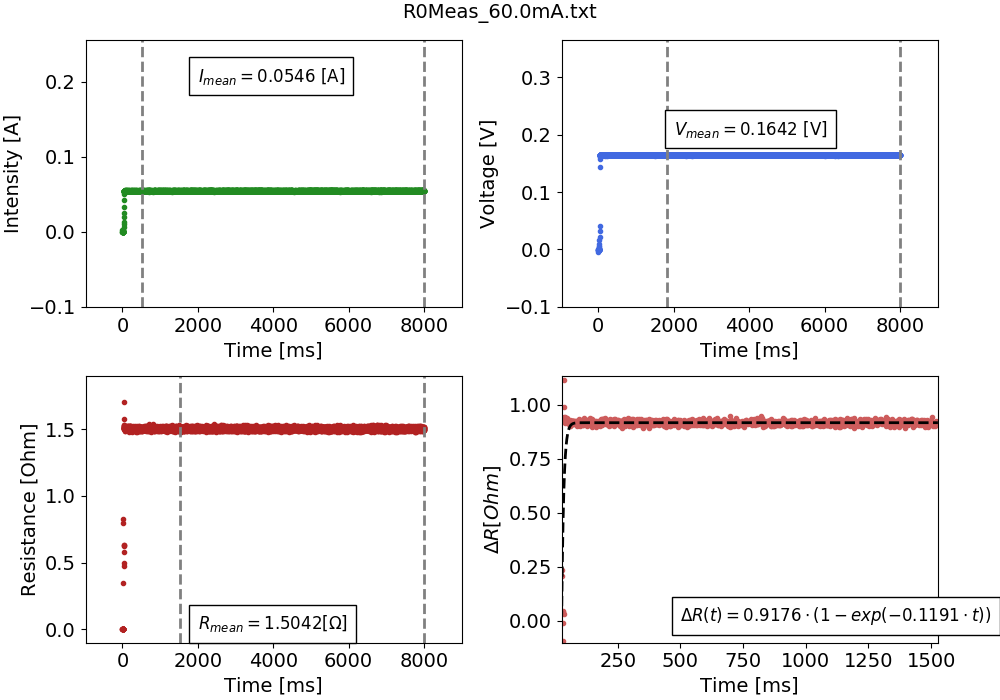 R0Meas_60.0mA.txt
Intensity [A]
0.2
0.1
0.0
−0.1
I_mean = 0.0546 [A]
0 2000 4000 6000 8000
Time [ms]
Voltage [V]
0.3
0.2
0.1
0.0
−0.1
V_mean = 0.1642 [V]
0 2000 4000 6000 8000
Time [ms]
Resistance [Ohm]
1.5
1.0
0.5
0.0
R_mean = 1.5042[Ω]
0 2000 4000 6000 8000
Time [ms]
ΔR[Ohm]
1.00
0.75
0.50
0.25
0.00
ΔR(t) = 0.9176 · (1 − exp(−0.1191 · t))
250 500 750 1000 1250 1500
Time [ms]